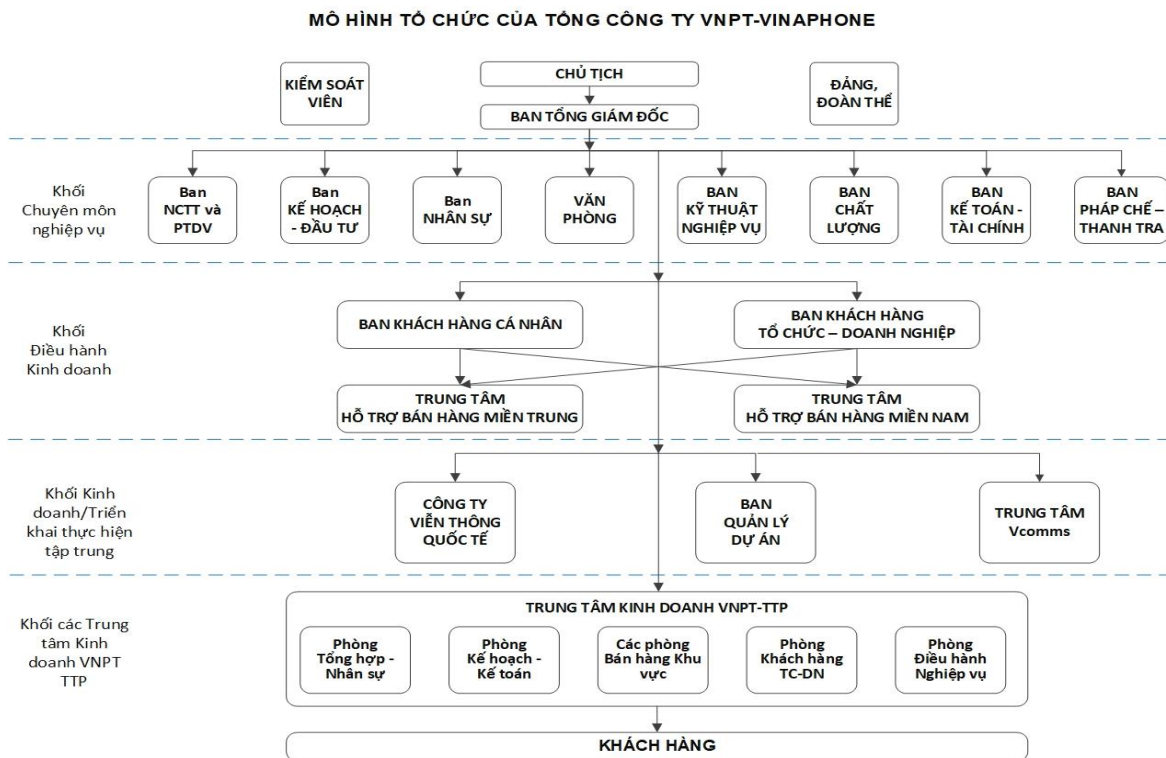 MÔ HÌNH TỔ CHỨC CỦA TỔNG CÔNG TY VNPT-VINAPHONE
KIỂM SOÁT
VIÊN
CHỦ TỊCH
BAN TỔNG GIÁM ĐỐC
ĐẢNG,
ĐOÀN THỂ
Khối
Chuyên môn
nghiệp vụ
Ban
NCTT và
PTDV
Ban
KẾ HOẠCH
- ĐẦU TƯ
Ban
NHÂN SỰ
VĂN
PHÒNG
BAN
KỸ THUẬT
NGHIỆP VỤ
BAN
CHẤT
LƯỢNG
BAN
KẾ TOÁN -
TÀI CHÍNH
BAN
PHÁP CHẾ –
THANH TRA
Khối
Điều hành
Kinh doanh
BAN KHÁCH HÀNG CÁ NHÂN
BAN KHÁCH HÀNG
TỔ CHỨC – DOANH NGHIỆP
TRUNG TÂM
HỖ TRỢ BÁN HÀNG MIỀN TRUNG
TRUNG TÂM
HỖ TRỢ BÁN HÀNG MIỀN NAM
Khối Kinh
doanh/Triển
khai thực hiện
tập trung
CÔNG TY
VIỄN THÔNG
QUỐC TẾ
BAN
QUẢN LÝ
DỰ ÁN
TRUNG TÂM
Vcomms
Khối các Trung
tâm Kinh
doanh VNPT
TTP
TRUNG TÂM KINH DOANH VNPT-TTP
Phòng
Tổng hợp -
Nhân sự
Phòng
Kế hoạch -
Kế toán
Các phòng
Bán hàng Khu
vực
Phòng
Khách hàng
TC-DN
Phòng
Điều hành
Nghiệp vụ
KHÁCH HÀNG